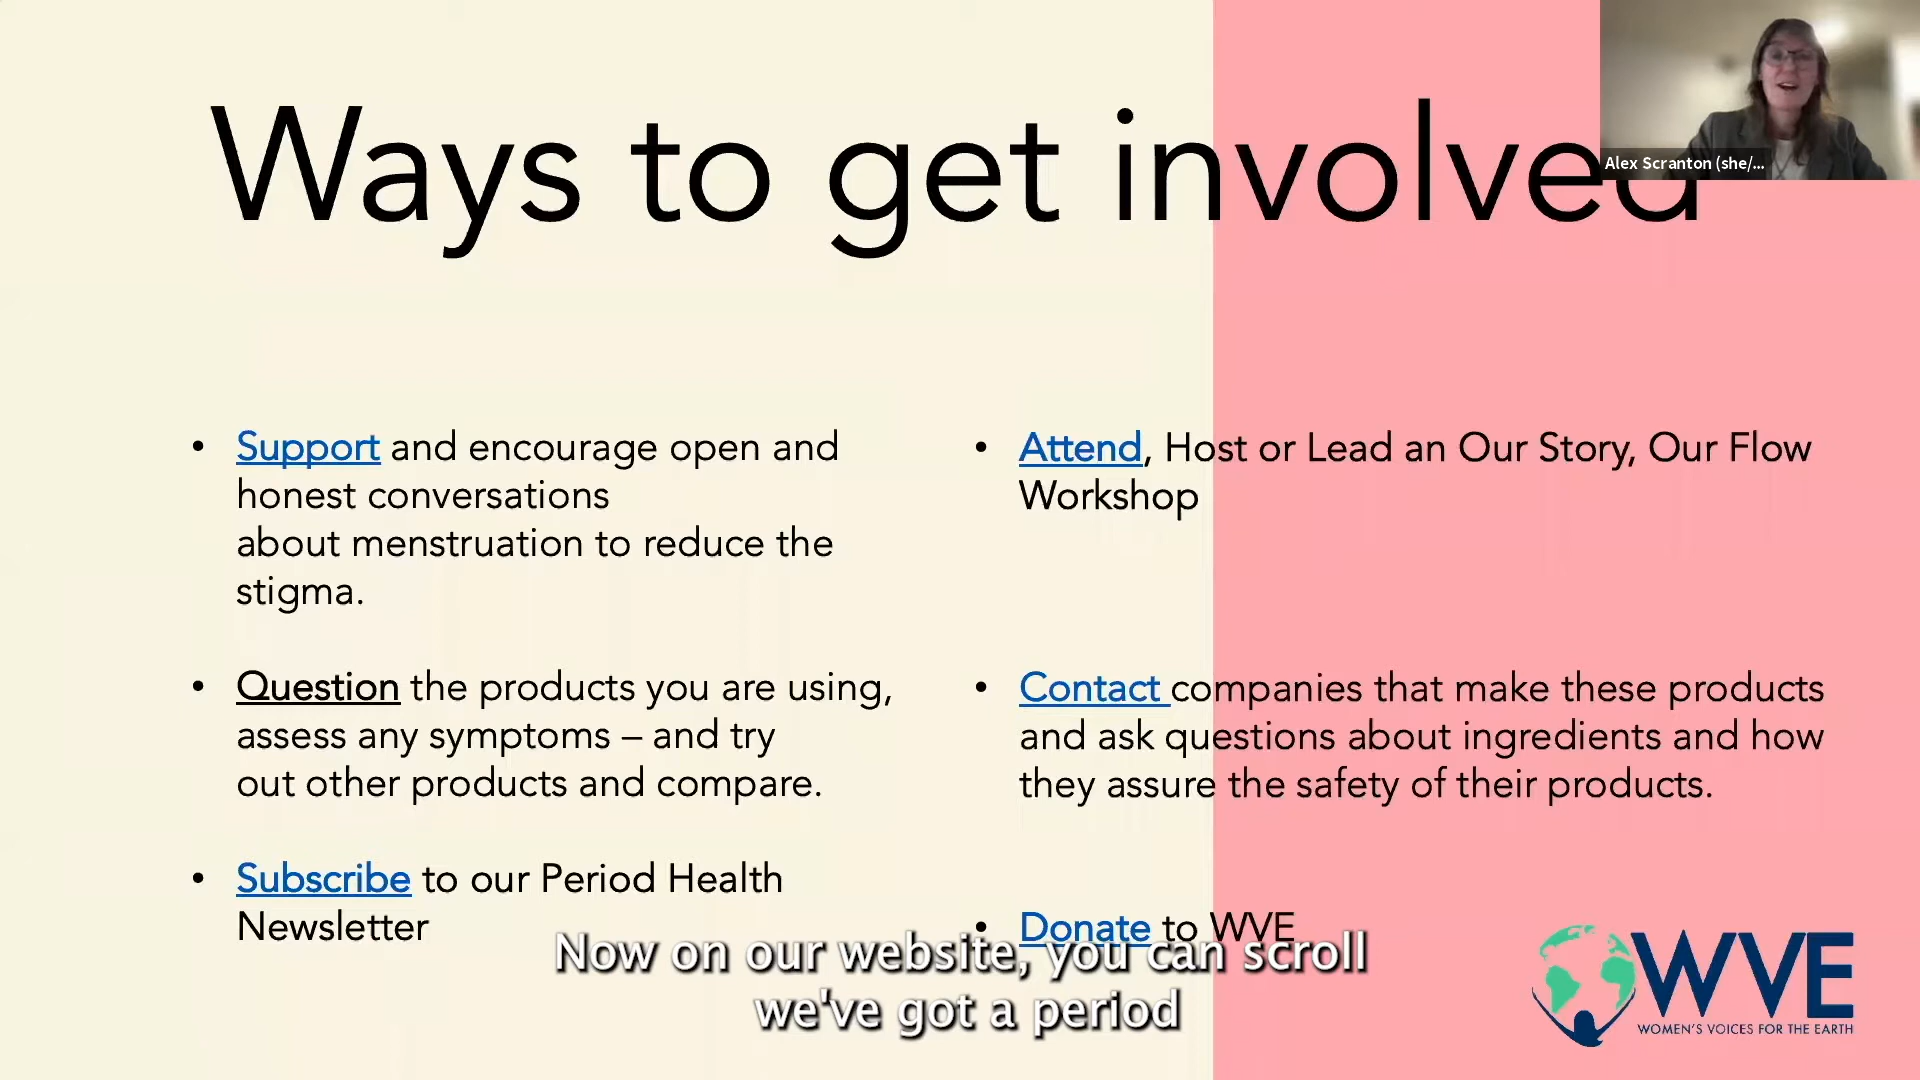 Ways to get involved
Alex Scranton (she/...
• Support and encourage open and
honest conversations
about menstruation to reduce the
stigma.
• Question the products you are using,
assess any symptoms – and try
out other products and compare.
• Subscribe to our Period Health
Newsletter
• Attend, Host or Lead an Our Story, Our Flow
Workshop
• Contact companies that make these products
and ask questions about ingredients and how
they assure the safety of their products.
• Donate to WVE
Now on our website, you can scroll
we've got a period
WVE
WOMEN'S VOICES FOR THE EARTH